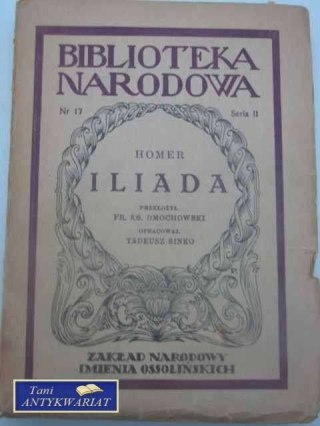 BIBLIOTEKA
NARODOWA
Nr 17 Seria II
HOMER
ILIADA
PRZEŁOŻYŁ
FR. KS. DMOCHOWSKI
OPRACOWAŁ
TADEUSZ SINKO
ZAKŁAD NARODOWY
IMIENIA OSSOLIŃSKICH
Tani
ANTYKWARIAT